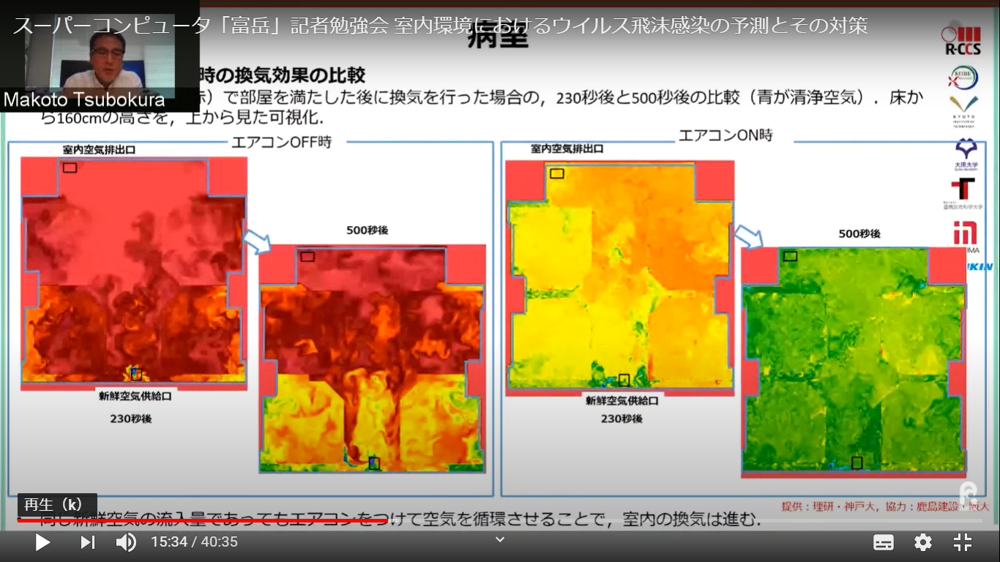 スーパーコンピュータ「富岳」記者勉強会 室内環境におけるウイルス飛沫感染の予測とその対策
病室
Makoto Tsubokura
時の換気効果の比較
赤）で部屋を満たした後に換気を行った場合の，230秒後と500秒後の比較（青が清浄空気）．床か
ら160cmの高さを，上から見た可視化．
R-CCS
KOBE
KYOTO
大阪大学
エアコンOFF時
室内空気排出口
500秒後
新鮮空気供給口
230秒後
エアコンON時
室内空気排出口
500秒後
新鮮空気供給口
230秒後
提供：理研・神戸大，協力：鹿島建設，阪大
再生（k）
同じ新鮮空気の流入量であってもエアコンをつけて空気を循環させることで，室内の換気は進む．
15:34 / 40:35